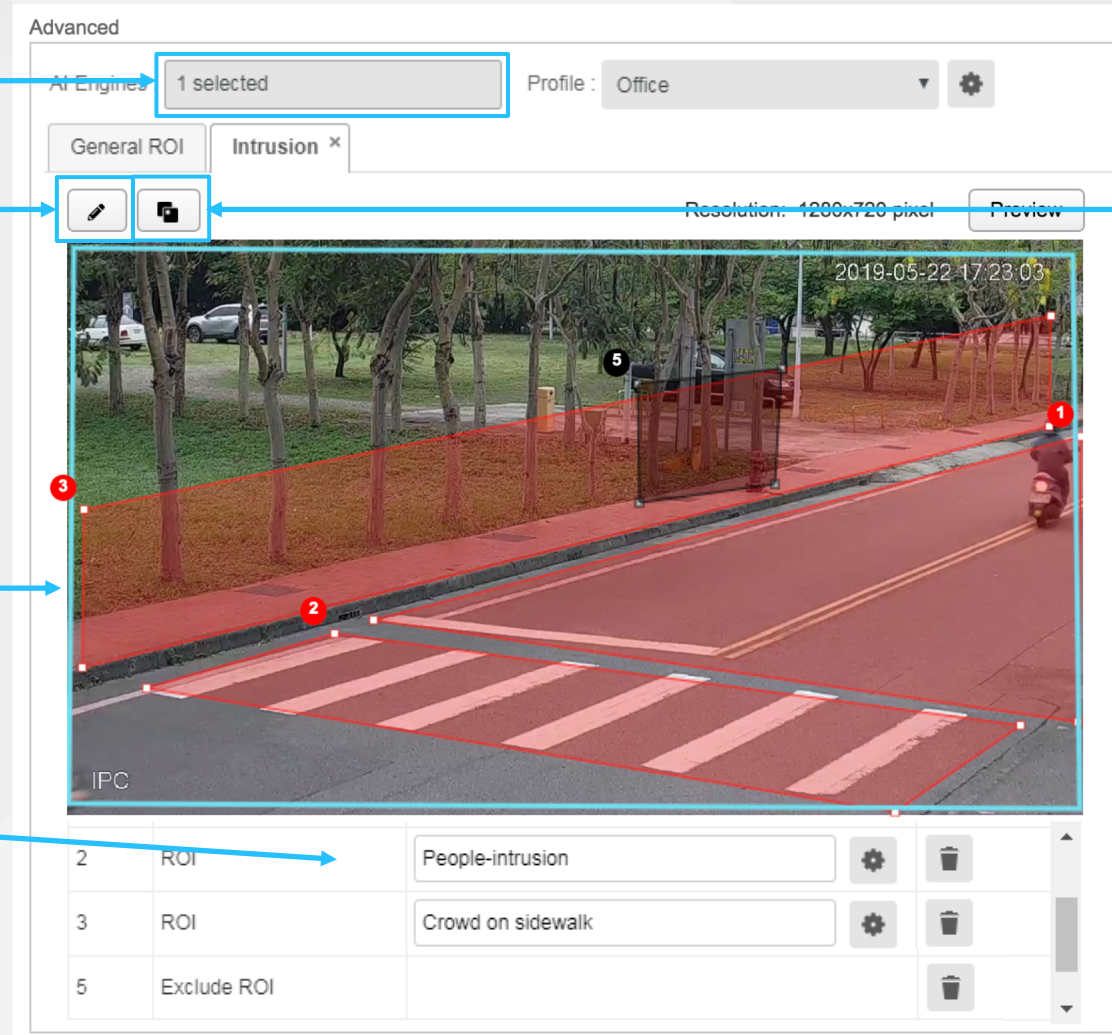 Advanced
AI Engines : 1 selected Profile : Office
General ROI Intrusion ×
Resolution: 1280x720 pixel Preview
2019-05-22 17:23:03
5
1
3
2
IPC
2 ROI People-intrusion
3 ROI Crowd on sidewalk
5 Exclude ROI